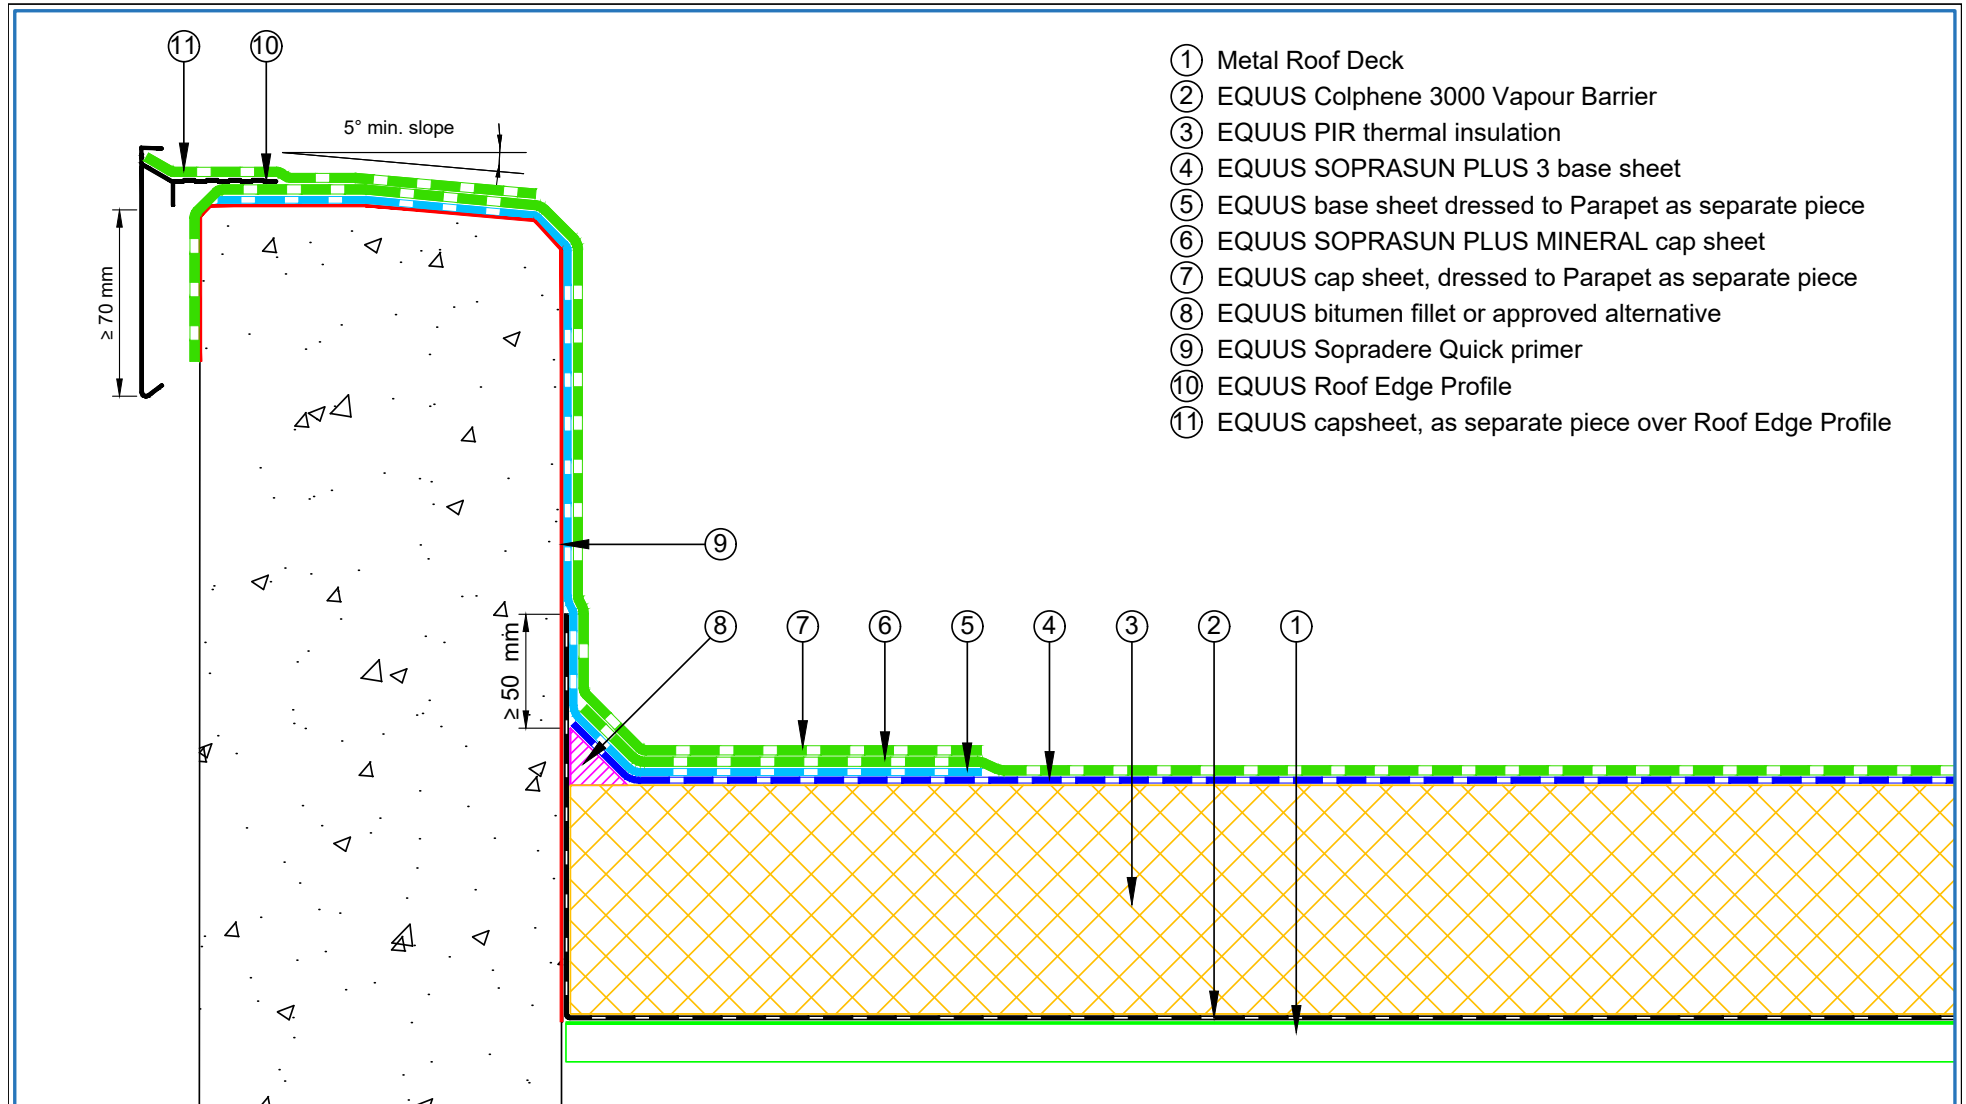 11 10
5° min. slope
≥ 70 mm
1 Metal Roof Deck
2 EQUUS Colphene 3000 Vapour Barrier
3 EQUUS PIR thermal insulation
4 EQUUS SOPRASUN PLUS 3 base sheet
5 EQUUS base sheet dressed to Parapet as separate piece
6 EQUUS SOPRASUN PLUS MINERAL cap sheet
7 EQUUS cap sheet, dressed to Parapet as separate piece
8 EQUUS bitumen fillet or approved alternative
9 EQUUS Sopradere Quick primer
10 EQUUS Roof Edge Profile
11 EQUUS capsheet, as separate piece over Roof Edge Profile
9
≥ 50 mm
8 7 6 5 4 3 2 1